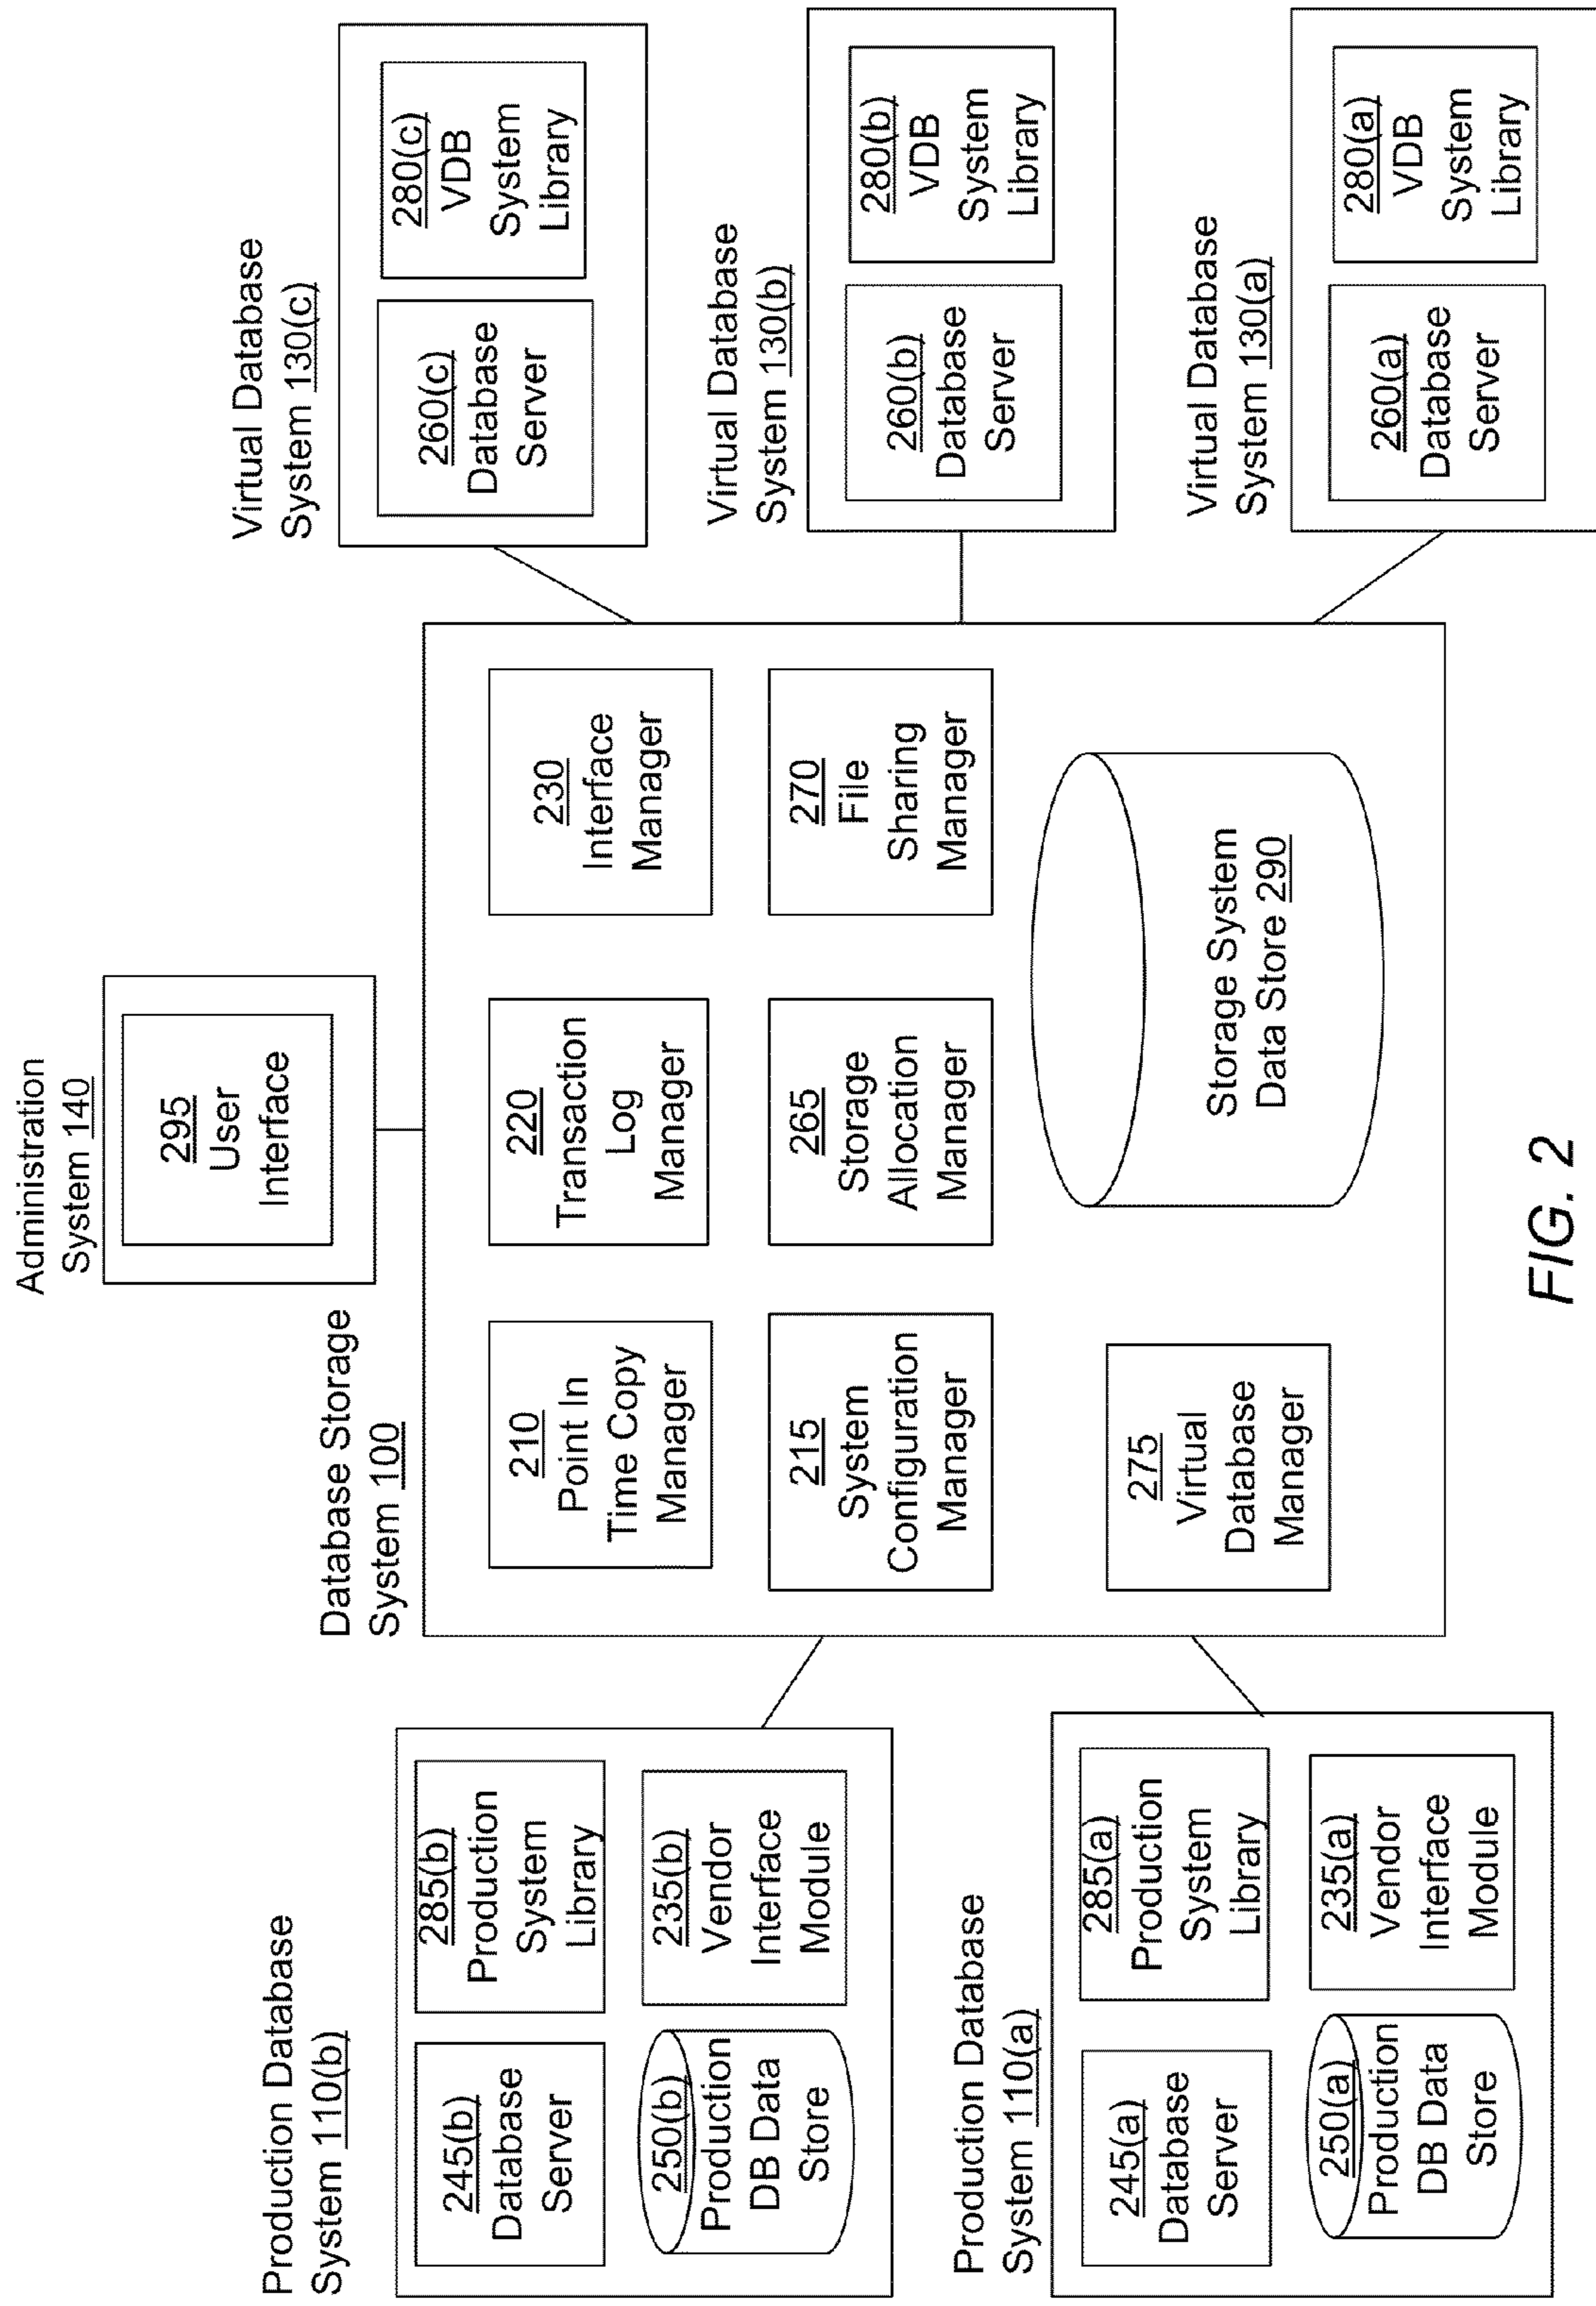 Administration
System 140
295
User
Interface
Database Storage
System 100
210
Point In
Time Copy
Manager
220
Transaction
Log
Manager
230
Interface
Manager
215
System
Configuration
Manager
265
Storage
Allocation
Manager
270
File
Sharing
Manager
275
Virtual
Database
Manager
Storage System
Data Store 290
Production Database
System 110(b)
245(b)
Database
Server
285(b)
Production
System
Library
250(b)
Production
DB Data
Store
235(b)
Vendor
Interface
Module
Production Database
System 110(a)
245(a)
Database
Server
285(a)
Production
System
Library
250(a)
Production
DB Data
Store
235(a)
Vendor
Interface
Module
Virtual Database
System 130(c)
260(c)
Database
Server
280(c)
VDB
System
Library
Virtual Database
System 130(b)
260(b)
Database
Server
280(b)
VDB
System
Library
Virtual Database
System 130(a)
260(a)
Database
Server
280(a)
VDB
System
Library
FIG. 2